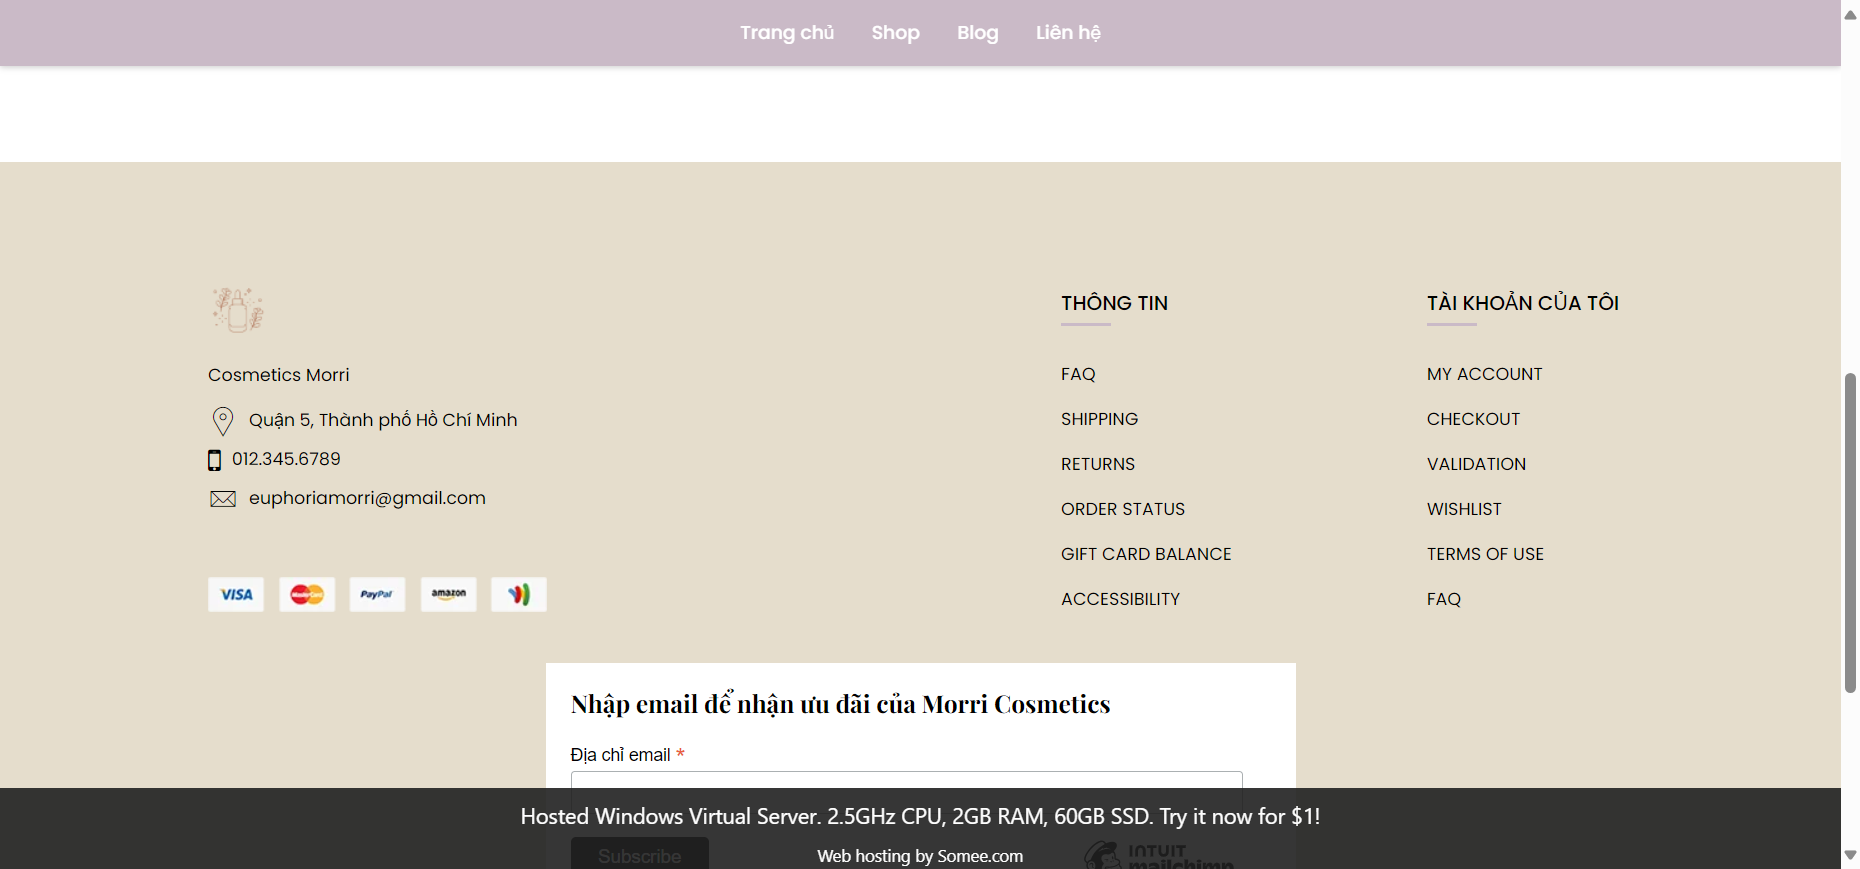 Trang chủ Shop Blog Liên hệ
Cosmetics Morri
Quận 5, Thành phố Hồ Chí Minh
012.345.6789
euphoriamorri@gmail.com
VISA MasterCard PayPal amazon
THÔNG TIN
FAQ
SHIPPING
RETURNS
ORDER STATUS
GIFT CARD BALANCE
ACCESSIBILITY
TÀI KHOẢN CỦA TÔI
MY ACCOUNT
CHECKOUT
VALIDATION
WISHLIST
TERMS OF USE
FAQ
Nhập email để nhận ưu đãi của Morri Cosmetics
Địa chỉ email *
Hosted Windows Virtual Server. 2.5GHz CPU, 2GB RAM, 60GB SSD. Try it now for $1!
Subscribe
Web hosting by Somee.com
INTUIT
mailchimp